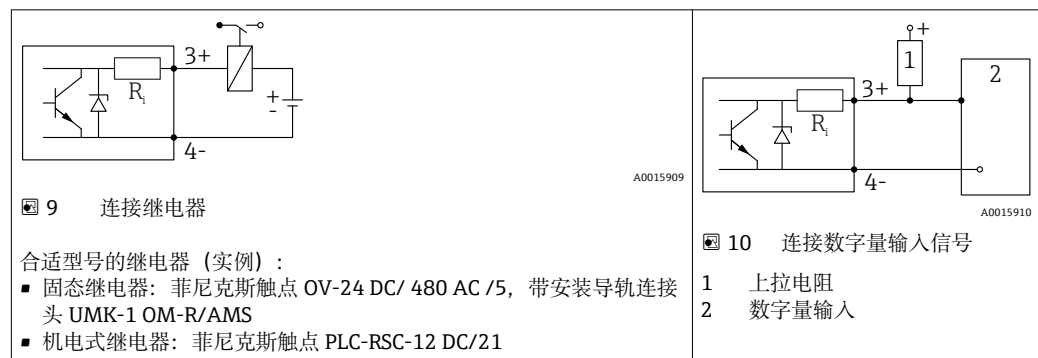 3+
Ri
+
-
4-
A0015909
9 连接继电器
合适型号的继电器（实例）：
▪ 固态继电器：菲尼克斯触点 OV-24 DC/ 480 AC /5，带安装导轨连接
头 UMK-1 OM-R/AMS
▪ 机电式继电器：菲尼克斯触点 PLC-RSC-12 DC/21
+
1
2
3+
Ri
4-
A0015910
10 连接数字量输入信号
1 上拉电阻
2 数字量输入